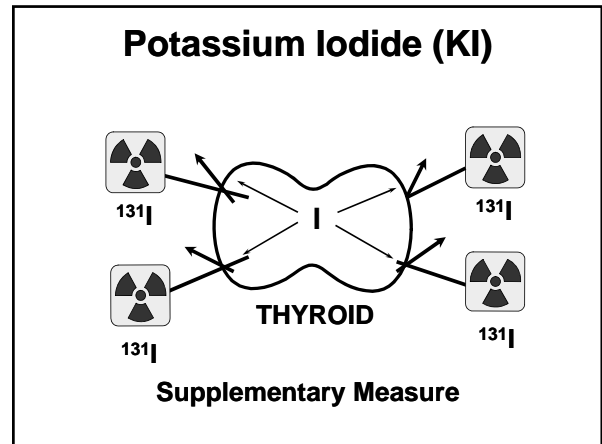 Potassium Iodide (KI)
¹³¹I
¹³¹I
I
THYROID
¹³¹I
¹³¹I
Supplementary Measure